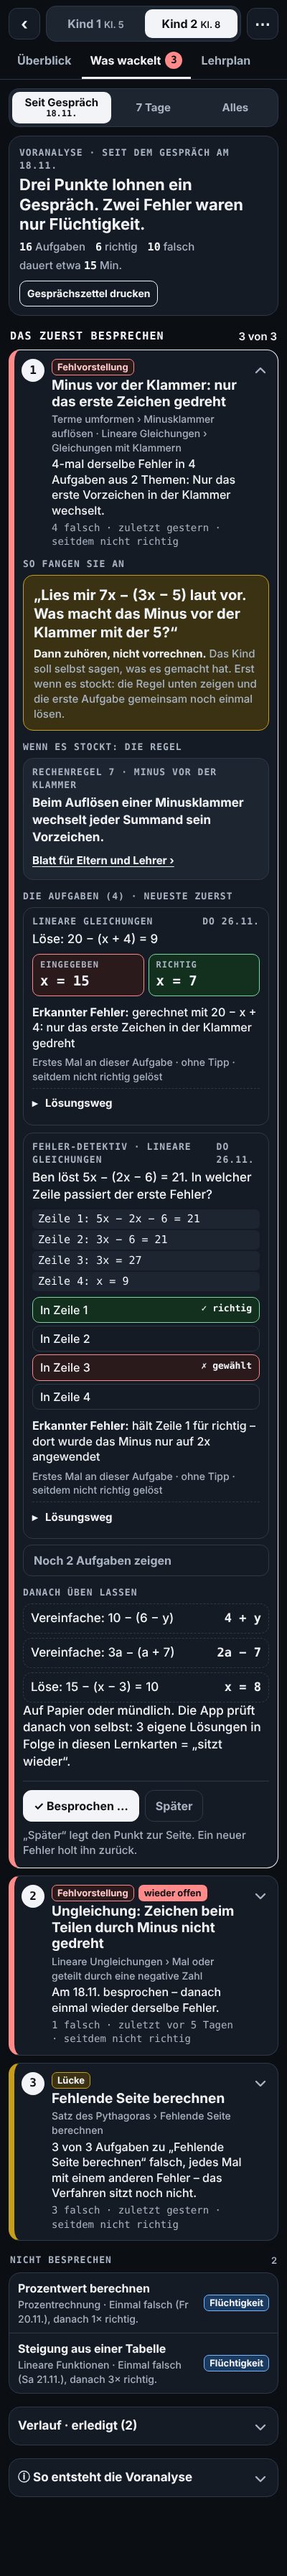 ‹ Kind 1 Kl. 5 Kind 2 Kl. 8 ⋯
Überblick Was wackelt 3 Lehrplan
Seit Gespräch 7 Tage Alles
18.11.
VORANALYSE · SEIT DEM GESPRÄCH AM
18.11.
Drei Punkte lohnen ein
Gespräch. Zwei Fehler waren
nur Flüchtigkeit.
16 Aufgaben 6 richtig 10 falsch
dauert etwa 15 Min.
Gesprächszettel drucken
DAS ZUERST BESPRECHEN 3 von 3
1 Fehlvorstellung
Minus vor der Klammer: nur
das erste Zeichen gedreht
Terme umformen › Minusklammer
auflösen · Lineare Gleichungen ›
Gleichungen mit Klammern
4-mal derselbe Fehler in 4
Aufgaben aus 2 Themen: Nur das
erste Vorzeichen in der Klammer
wechselt.
4 falsch · zuletzt gestern ·
seitdem nicht richtig
SO FANGEN SIE AN
„Lies mir 7x − (3x − 5) laut vor.
Was macht das Minus vor der
Klammer mit der 5?“
Dann zuhören, nicht vorrechnen. Das Kind
soll selbst sagen, was es gemacht hat. Erst
wenn es stockt: die Regel unten zeigen und
die erste Aufgabe gemeinsam noch einmal
lösen.
WENN ES STOCKT: DIE REGEL
RECHENREGEL 7 · MINUS VOR DER
KLAMMER
Beim Auflösen einer Minusklammer
wechselt jeder Summand sein
Vorzeichen.
Blatt für Eltern und Lehrer ›
DIE AUFGABEN (4) · NEUESTE ZUERST
LINEARE GLEICHUNGEN DO 26.11.
Löse: 20 − (x + 4) = 9
EINGEGEBEN RICHTIG
x = 15 x = 7
Erkannter Fehler: gerechnet mit 20 − x +
4: nur das erste Zeichen in der Klammer
gedreht
Erstes Mal an dieser Aufgabe · ohne Tipp ·
seitdem nicht richtig gelöst
▸ Lösungsweg
FEHLER-DETEKTIV · LINEARE DO
GLEICHUNGEN 26.11.
Ben löst 5x − (2x − 6) = 21. In welcher
Zeile passiert der erste Fehler?
Zeile 1: 5x − 2x − 6 = 21
Zeile 2: 3x − 6 = 21
Zeile 3: 3x = 27
Zeile 4: x = 9
In Zeile 1 ✓ richtig
In Zeile 2
In Zeile 3 ✗ gewählt
In Zeile 4
Erkannter Fehler: hält Zeile 1 für richtig –
dort wurde das Minus nur auf 2x
angewendet
Erstes Mal an dieser Aufgabe · ohne Tipp ·
seitdem nicht richtig gelöst
▸ Lösungsweg
Noch 2 Aufgaben zeigen
DANACH ÜBEN LASSEN
Vereinfache: 10 − (6 − y) 4 + y
Vereinfache: 3a − (a + 7) 2a − 7
Löse: 15 − (x − 3) = 10 x = 8
Auf Papier oder mündlich. Die App prüft
danach von selbst: 3 eigene Lösungen in
Folge in diesen Lernkarten = „sitzt
wieder“.
✓ Besprochen … Später
„Später“ legt den Punkt zur Seite. Ein neuer
Fehler holt ihn zurück.
2 Fehlvorstellung wieder offen
Ungleichung: Zeichen beim
Teilen durch Minus nicht
gedreht
Lineare Ungleichungen › Mal oder
geteilt durch eine negative Zahl
Am 18.11. besprochen – danach
einmal wieder derselbe Fehler.
1 falsch · zuletzt vor 5 Tagen
· seitdem nicht richtig
3 Lücke
Fehlende Seite berechnen
Satz des Pythagoras › Fehlende Seite
berechnen
3 von 3 Aufgaben zu „Fehlende
Seite berechnen“ falsch, jedes Mal
mit einem anderen Fehler – das
Verfahren sitzt noch nicht.
3 falsch · zuletzt gestern ·
seitdem nicht richtig
NICHT BESPRECHEN 2
Prozentwert berechnen
Prozentrechnung · Einmal falsch (Fr
20.11.), danach 1× richtig.
Flüchtigkeit
Steigung aus einer Tabelle
Lineare Funktionen · Einmal falsch
(Sa 21.11.), danach 3× richtig.
Flüchtigkeit
Verlauf · erledigt (2)
ⓘ So entsteht die Voranalyse